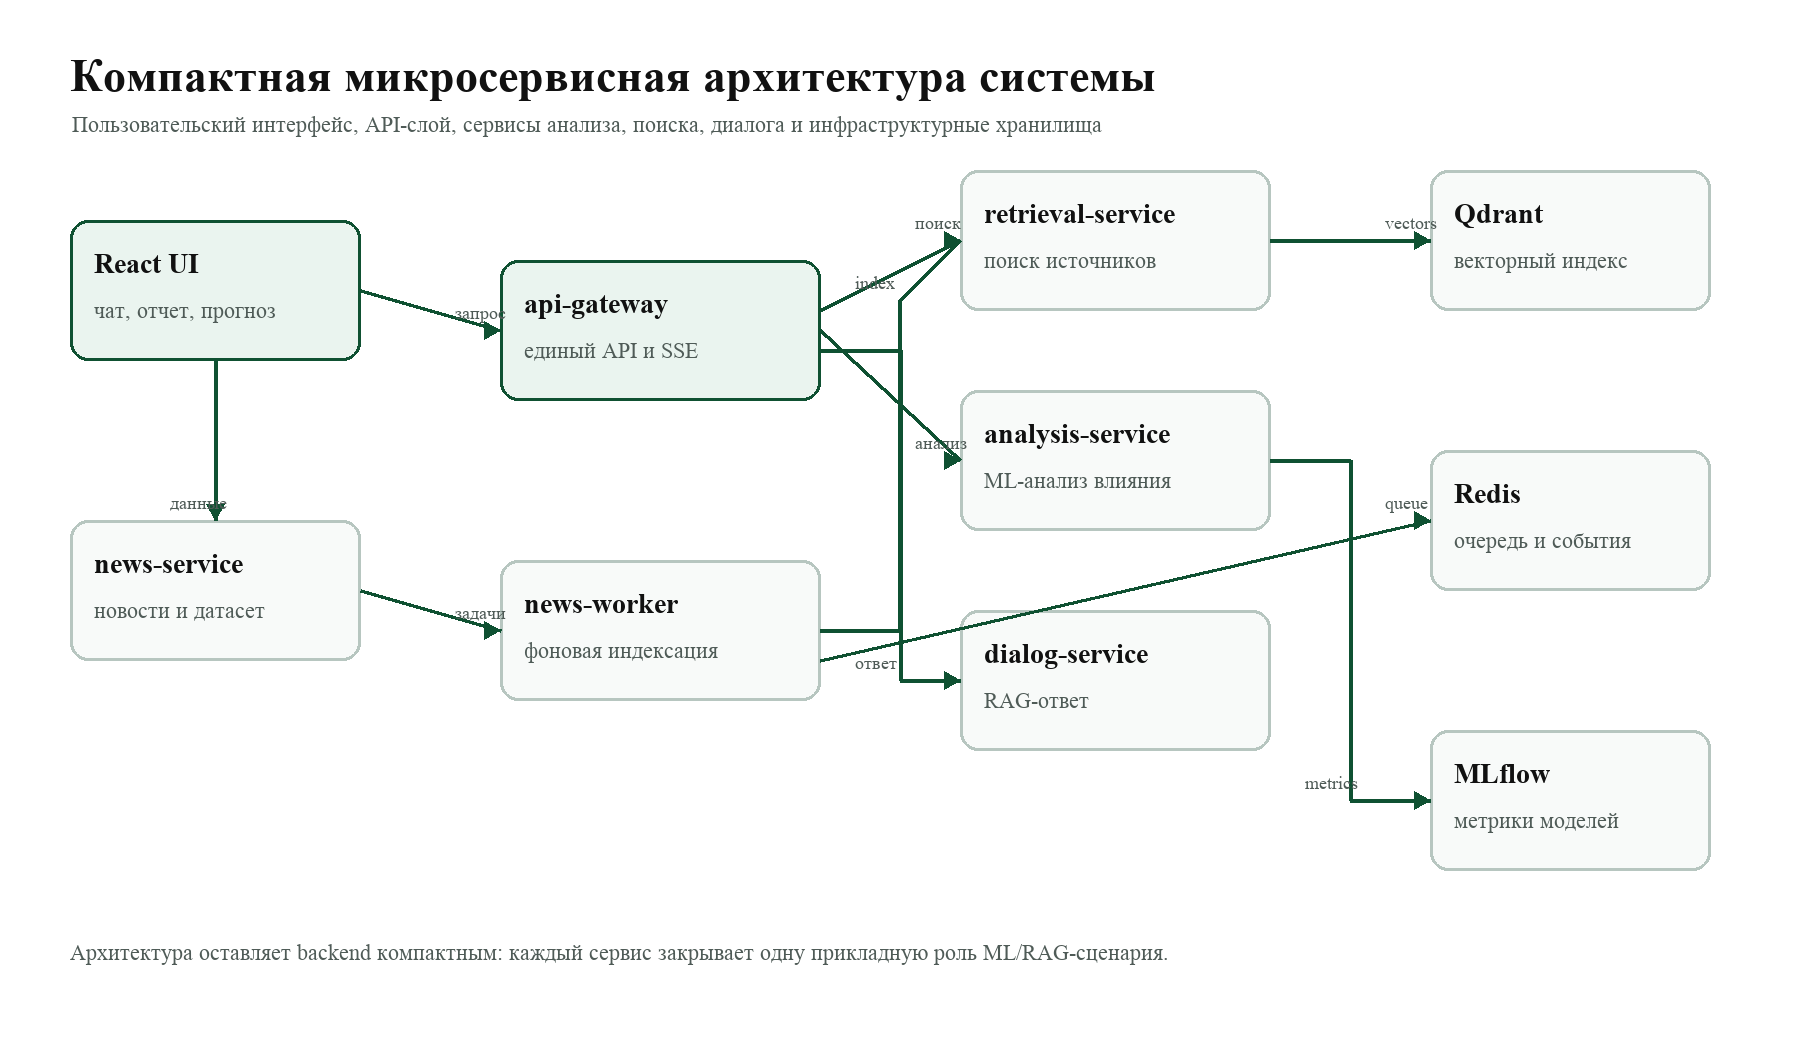 Компактная микросервисная архитектура системы
Пользовательский интерфейс, API-слой, сервисы анализа, поиска, диалога и инфраструктурные хранилища
React UI
чат, отчет, прогноз
запрос
api-gateway
единый API и SSE
поиск
index
retrieval-service
поиск источников
vectors
Qdrant
векторный индекс
анализ
analysis-service
ML-анализ влияния
queue
Redis
очередь и события
данные
news-service
новости и датасет
задачи
news-worker
фоновая индексация
ответ
dialog-service
RAG-ответ
metrics
MLflow
метрики моделей
Архитектура оставляет backend компактным: каждый сервис закрывает одну прикладную роль ML/RAG-сценария.